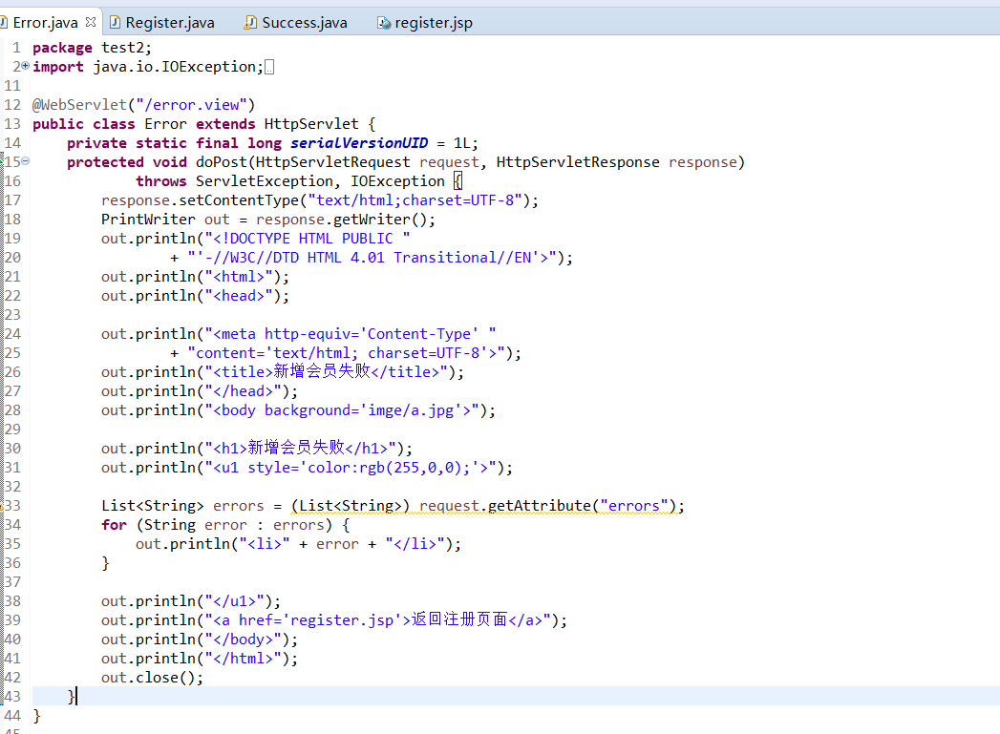 Error.java Register.java Success.java register.jsp
1 package test2;
2 import java.io.IOException;
11
12 @WebServlet("/error.view")
13 public class Error extends HttpServlet {
14 private static final long serialVersionUID = 1L;
15 protected void doPost(HttpServletRequest request, HttpServletResponse response)
16 throws ServletException, IOException {
17 response.setContentType("text/html;charset=UTF-8");
18 PrintWriter out = response.getWriter();
19 out.println("<!DOCTYPE HTML PUBLIC "
20 + "'-//W3C//DTD HTML 4.01 Transitional//EN'>");
21 out.println("<html>");
22 out.println("<head>");
23
24 out.println("<meta http-equiv='Content-Type' "
25 + "content='text/html; charset=UTF-8'>");
26 out.println("<title>新增会员失败</title>");
27 out.println("</head>");
28 out.println("<body background='imge/a.jpg'>");
29
30 out.println("<h1>新增会员失败</h1>");
31 out.println("<u1 style='color:rgb(255,0,0);'>");
32
33 List<String> errors = (List<String>) request.getAttribute("errors");
34 for (String error : errors) {
35 out.println("<li>" + error + "</li>");
36 }
37
38 out.println("</u1>");
39 out.println("<a href='register.jsp'>返回注册页面</a>");
40 out.println("</body>");
41 out.println("</html>");
42 out.close();
43 }
44 }
45